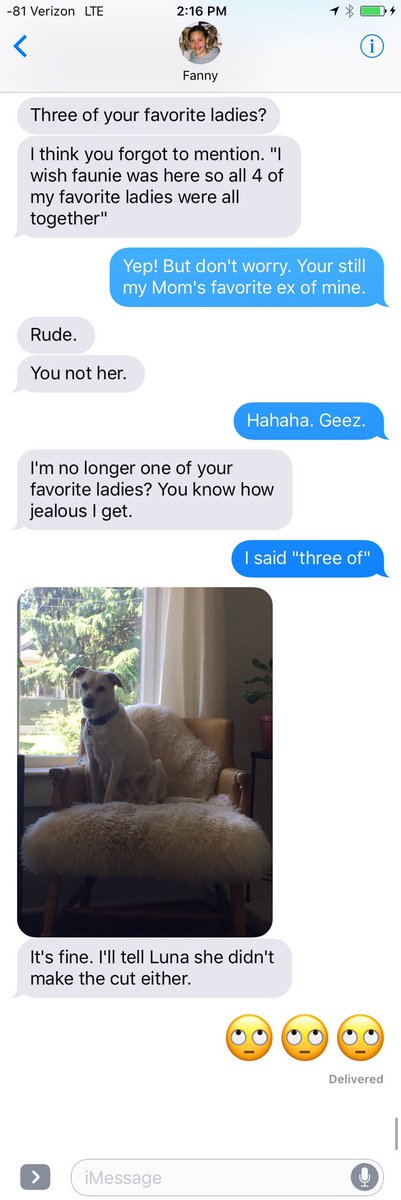 -81 Verizon LTE 2:16 PM
Fanny
Three of your favorite ladies?
I think you forgot to mention. "I
wish faunie was here so all 4 of
my favorite ladies were all
together"
Yep! But don't worry. Your still
my Mom's favorite ex of mine.
Rude.
You not her.
Hahaha. Geez.
I'm no longer one of your
favorite ladies? You know how
jealous I get.
I said "three of"
It's fine. I'll tell Luna she didn't
make the cut either.
🙄 🙄 🙄
Delivered
iMessage